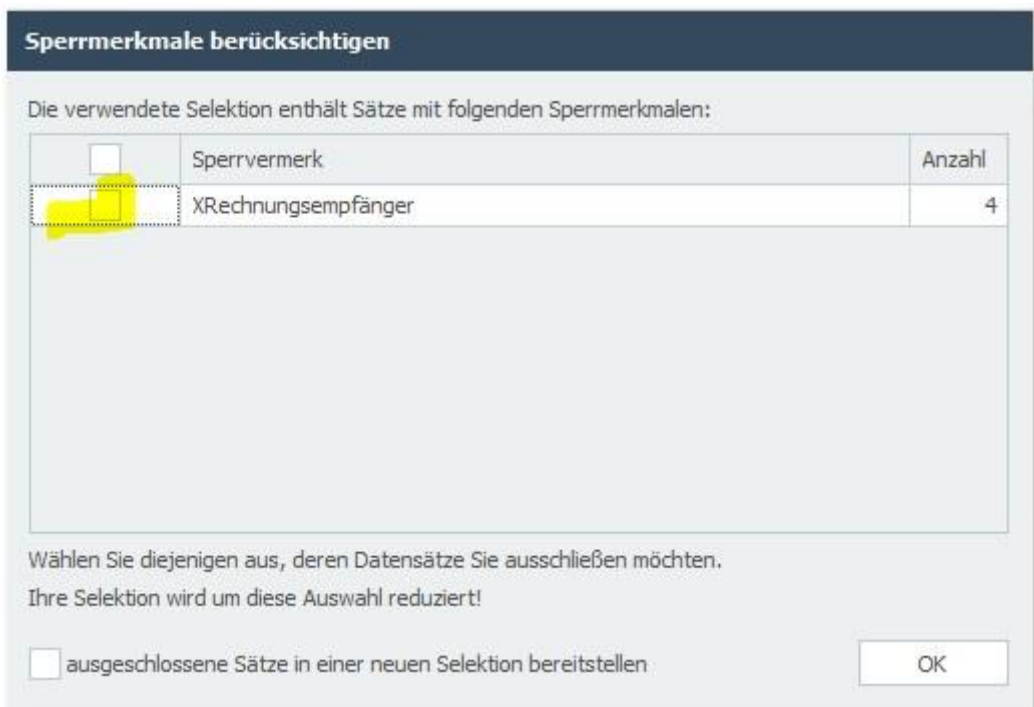 Sperrmerkmale berücksichtigen
Die verwendete Selektion enthält Sätze mit folgenden Sperrmerkmalen:
Sperrvermerk Anzahl
XRechnungsempfänger 4
Wählen Sie diejenigen aus, deren Datensätze Sie ausschließen möchten.
Ihre Selektion wird um diese Auswahl reduziert!
ausgeschlossene Sätze in einer neuen Selektion bereitstellen OK